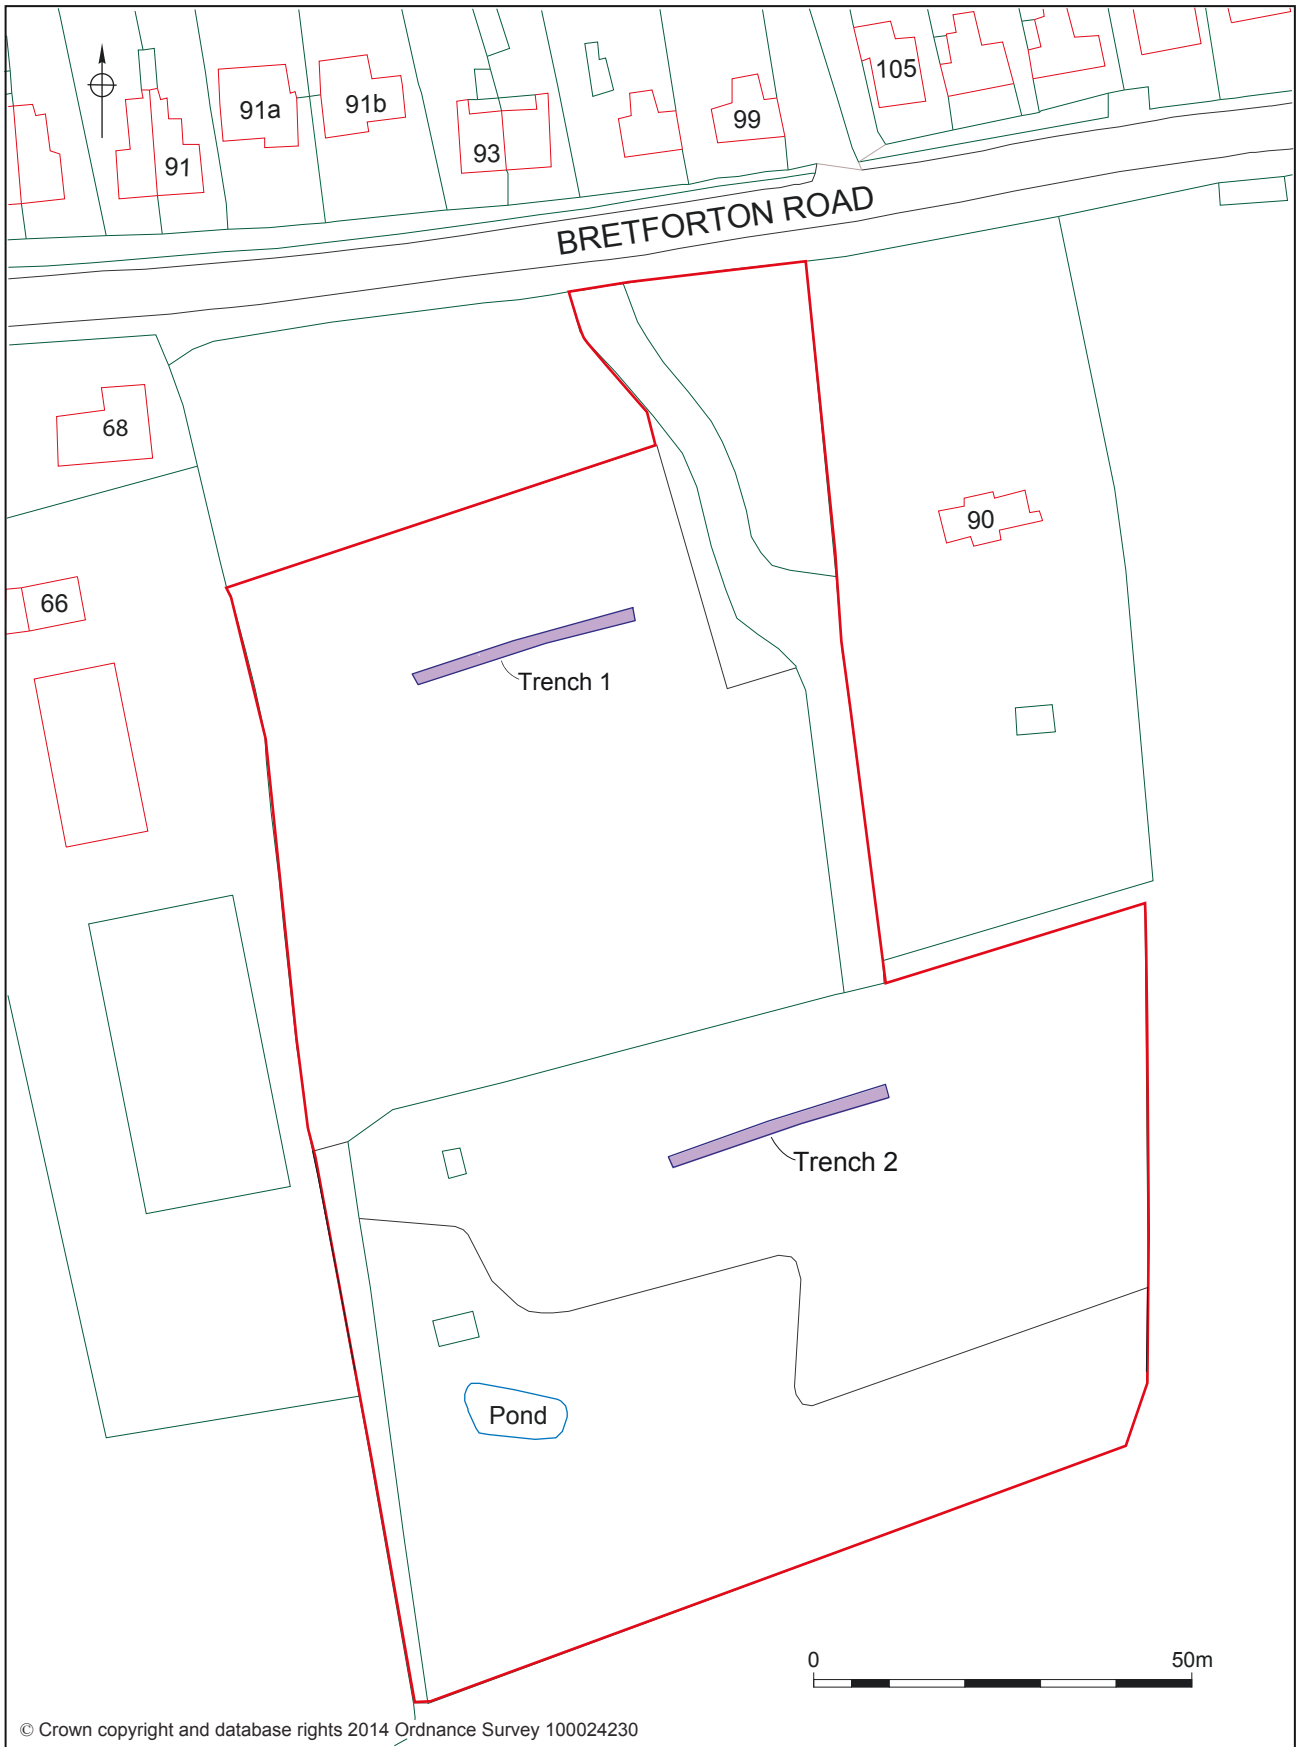 105
91a
91b
99
93
91
BRETFORTON ROAD
68
90
66
Trench 1
Trench 2
Pond
0 50m
© Crown copyright and database rights 2014 Ordnance Survey 100024230